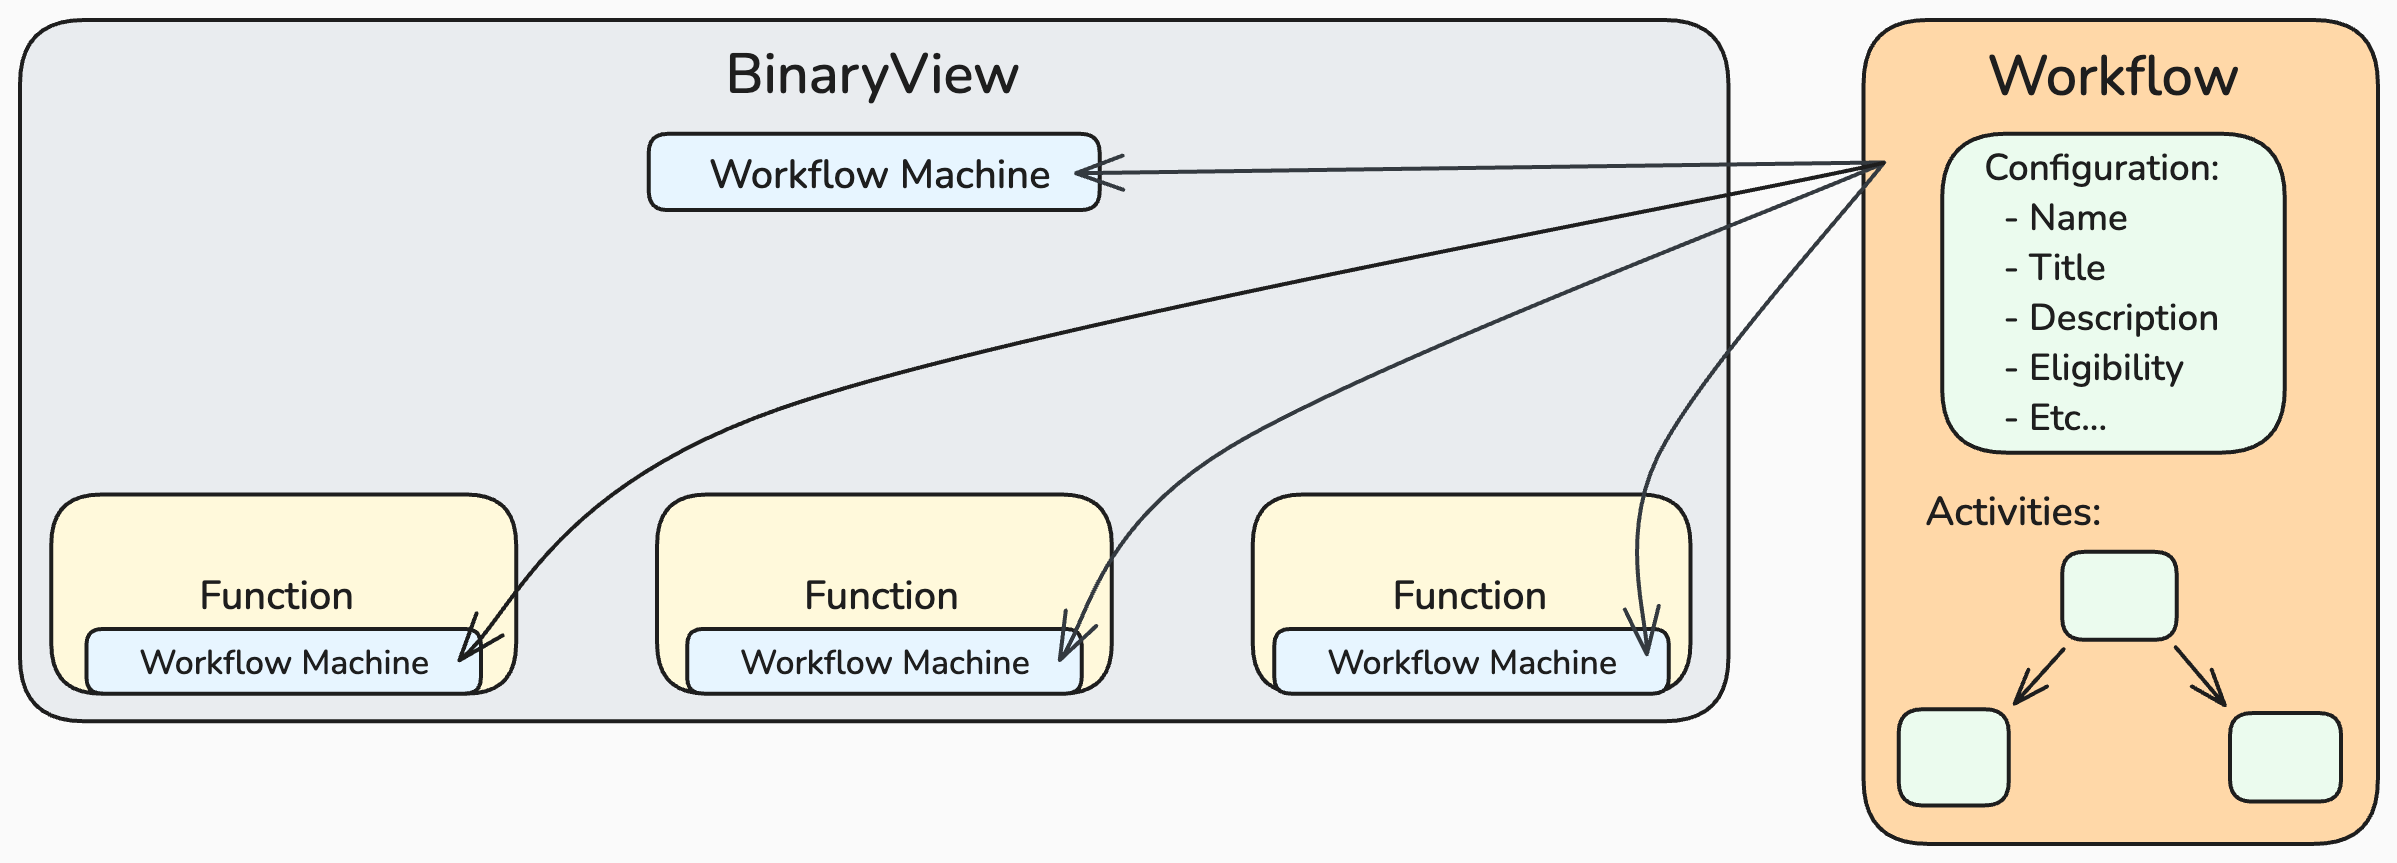 BinaryView
Workflow Machine
Function
Workflow Machine
Function
Workflow Machine
Function
Workflow Machine
Workflow
Configuration:
- Name
- Title
- Description
- Eligibility
- Etc...
Activities: